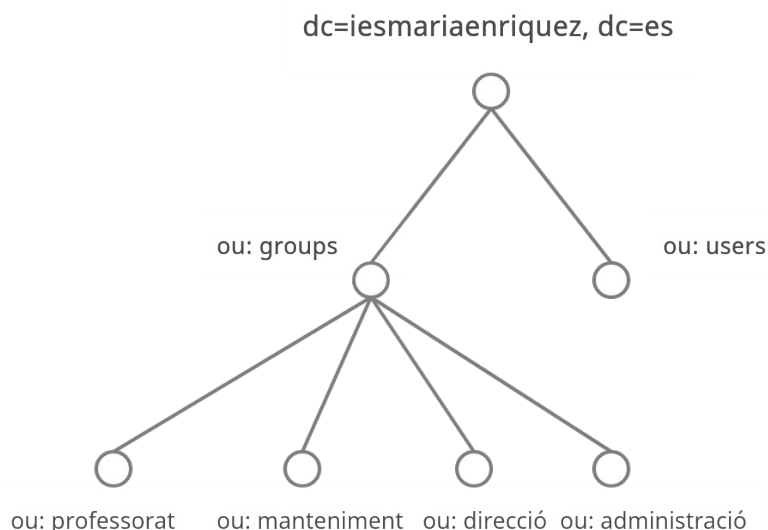 dc=iesmariaenriquez, dc=es
ou: groups
ou: users
ou: professorat
ou: manteniment
ou: direcció
ou: administració